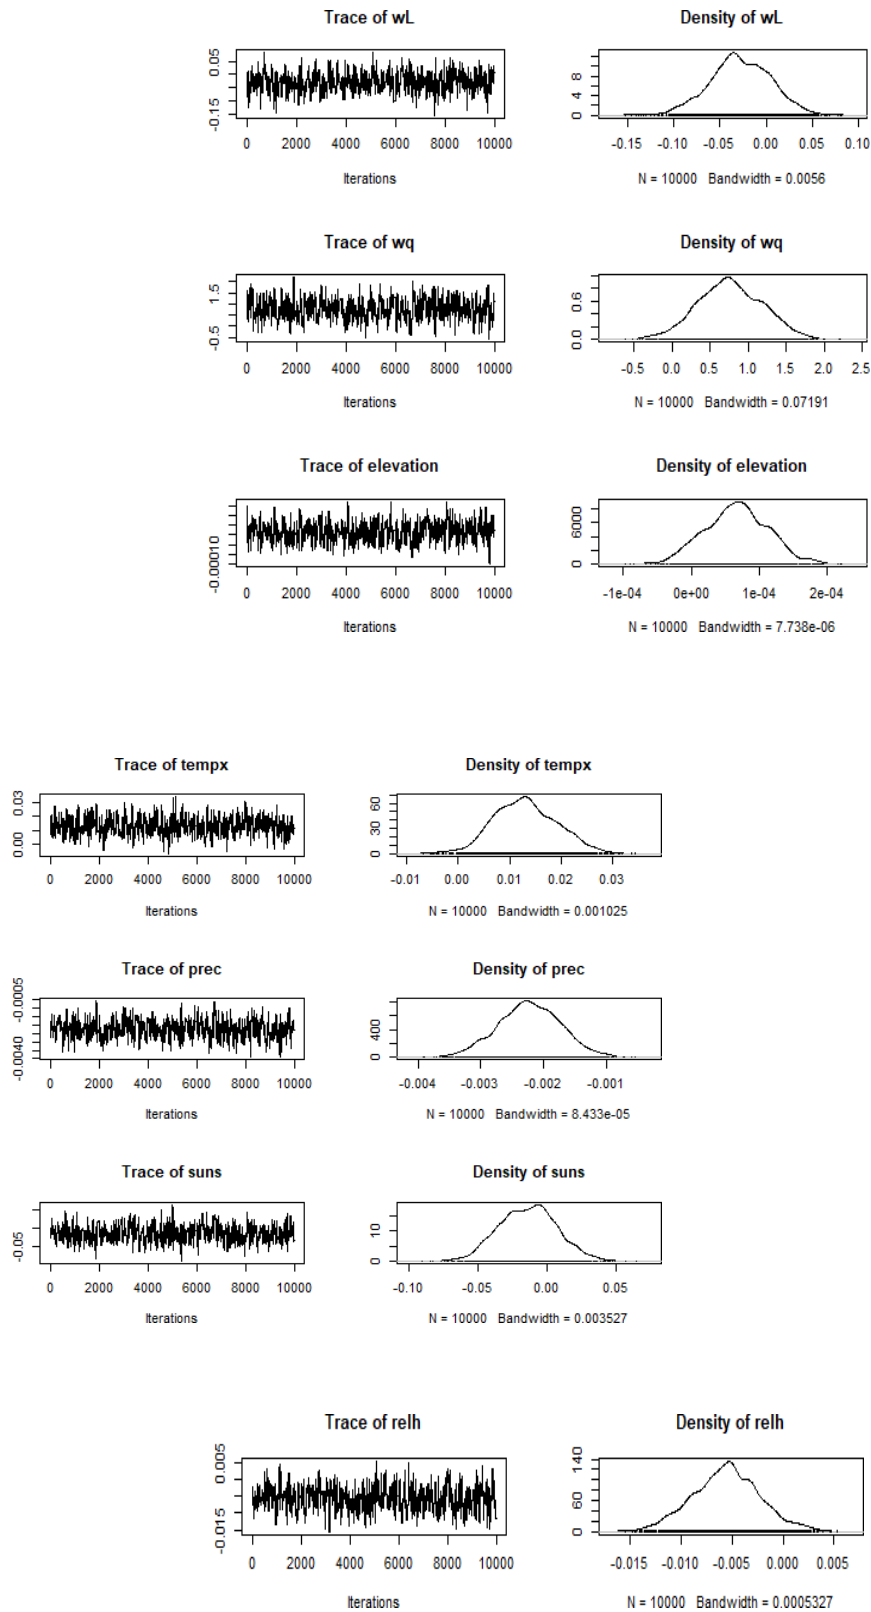 Trace of wL
Density of wL
0.05
-0.15
0 2000 4000 6000 8000 10000
Iterations
8
4
0
-0.15 -0.10 -0.05 0.00 0.05 0.10
N = 10000 Bandwidth = 0.0056
Trace of wq
Density of wq
1.5
-0.5
0 2000 4000 6000 8000 10000
Iterations
0.6
0.0
-0.5 0.0 0.5 1.0 1.5 2.0 2.5
N = 10000 Bandwidth = 0.07191
Trace of elevation
Density of elevation
-0.00010
0 2000 4000 6000 8000 10000
Iterations
6000
0
-1e-04 0e+00 1e-04 2e-04
N = 10000 Bandwidth = 7.738e-06
Trace of tempx
Density of tempx
0.03
0.00
0 2000 4000 6000 8000 10000
Iterations
60
30
0
-0.01 0.00 0.01 0.02 0.03
N = 10000 Bandwidth = 0.001025
Trace of prec
Density of prec
-0.0005
-0.0040
0 2000 4000 6000 8000 10000
Iterations
400
0
-0.004 -0.003 -0.002 -0.001
N = 10000 Bandwidth = 8.433e-05
Trace of suns
Density of suns
-0.05
0 2000 4000 6000 8000 10000
Iterations
10
0
-0.10 -0.05 0.00 0.05
N = 10000 Bandwidth = 0.003527
Trace of relh
Density of relh
0.005
-0.015
0 2000 4000 6000 8000 10000
Iterations
140
60
0
-0.015 -0.010 -0.005 0.000 0.005
N = 10000 Bandwidth = 0.0005327